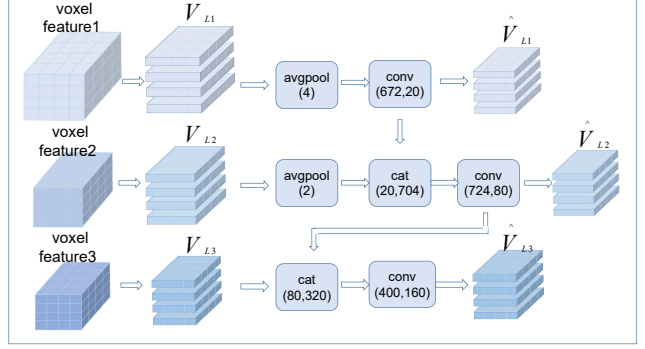 voxel
feature1
V L1
avgpool
(4)
conv
(672,20)
V̂ L1
voxel
feature2
V L2
avgpool
(2)
cat
(20,704)
conv
(724,80)
V̂ L2
voxel
feature3
V L3
cat
(80,320)
conv
(400,160)
V̂ L3